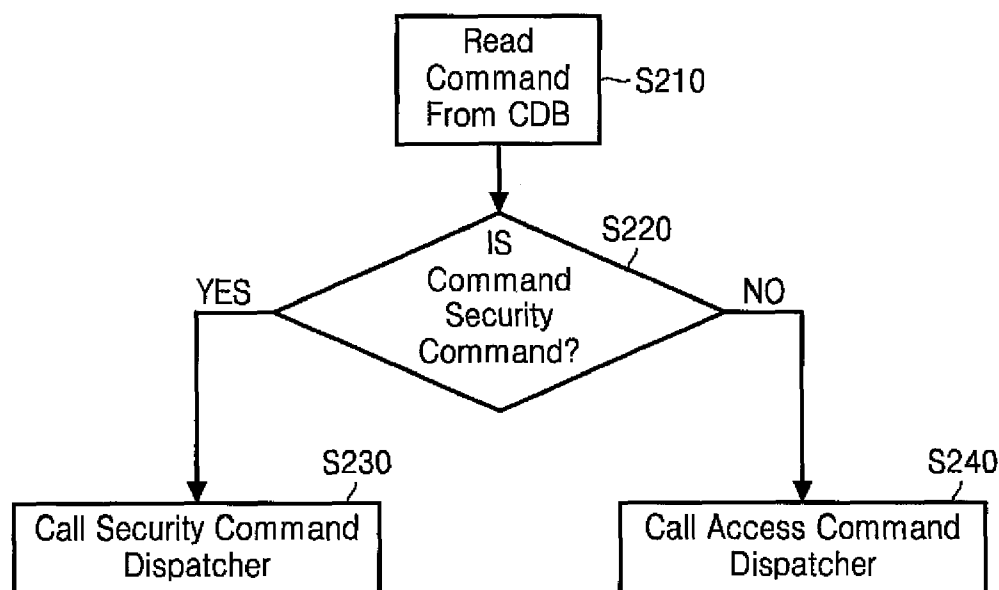 Read
Command
From CDB
S210
S220
IS
Command
Security
Command?
YES
NO
S230
S240
Call Security Command
Dispatcher
Call Access Command
Dispatcher